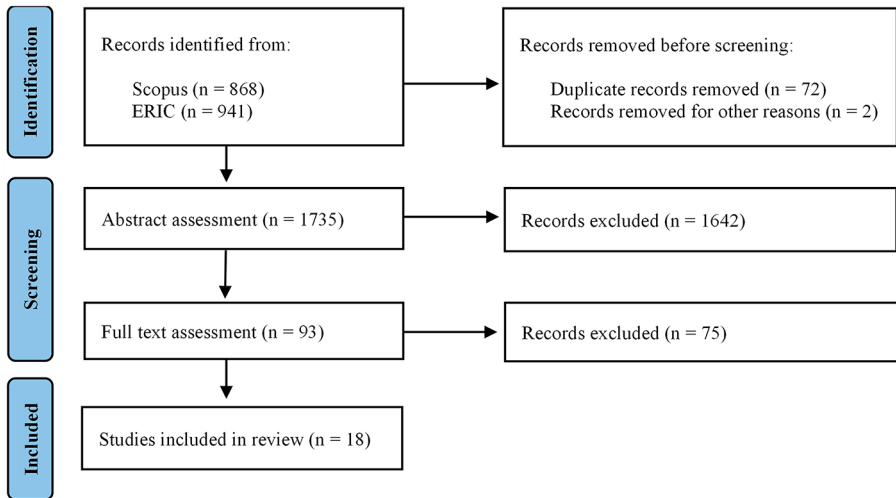 Identification
Records identified from:
Scopus (n = 868)
ERIC (n = 941)
Records removed before screening:
Duplicate records removed (n = 72)
Records removed for other reasons (n = 2)
Screening
Abstract assessment (n = 1735)
Records excluded (n = 1642)
Full text assessment (n = 93)
Records excluded (n = 75)
Included
Studies included in review (n = 18)